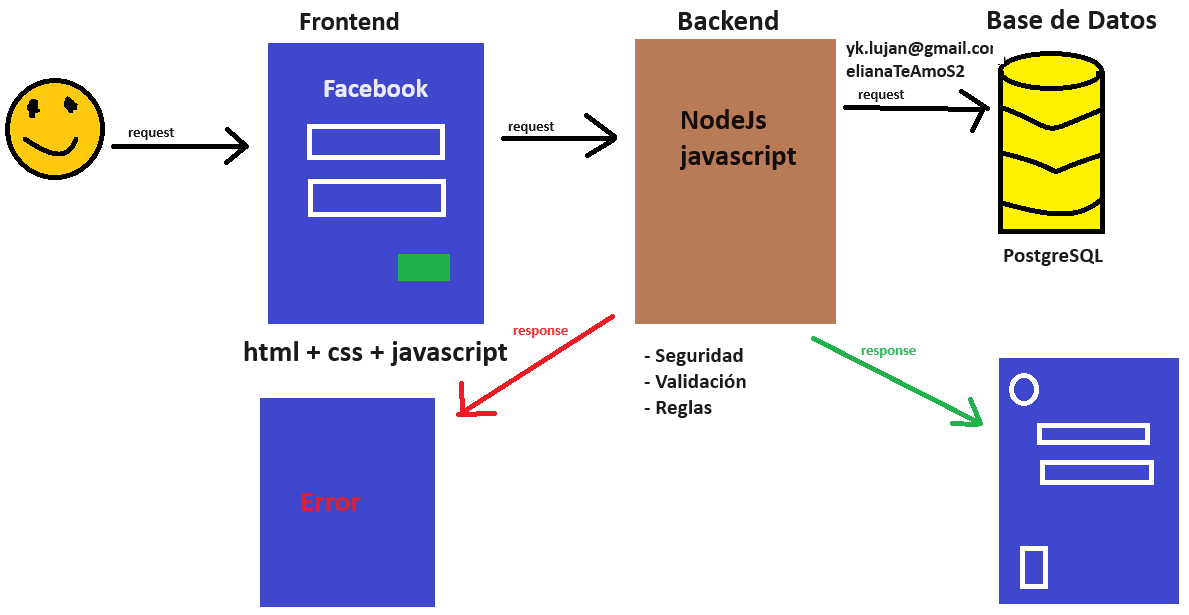 Frontend
Backend
Base de Datos
Facebook
request
request
NodeJs
javascript
yk.lujan@gmail.com
elianaTeAmoS2
request
PostgreSQL
html + css + javascript
response
- Seguridad
- Validación
- Reglas
response
Error